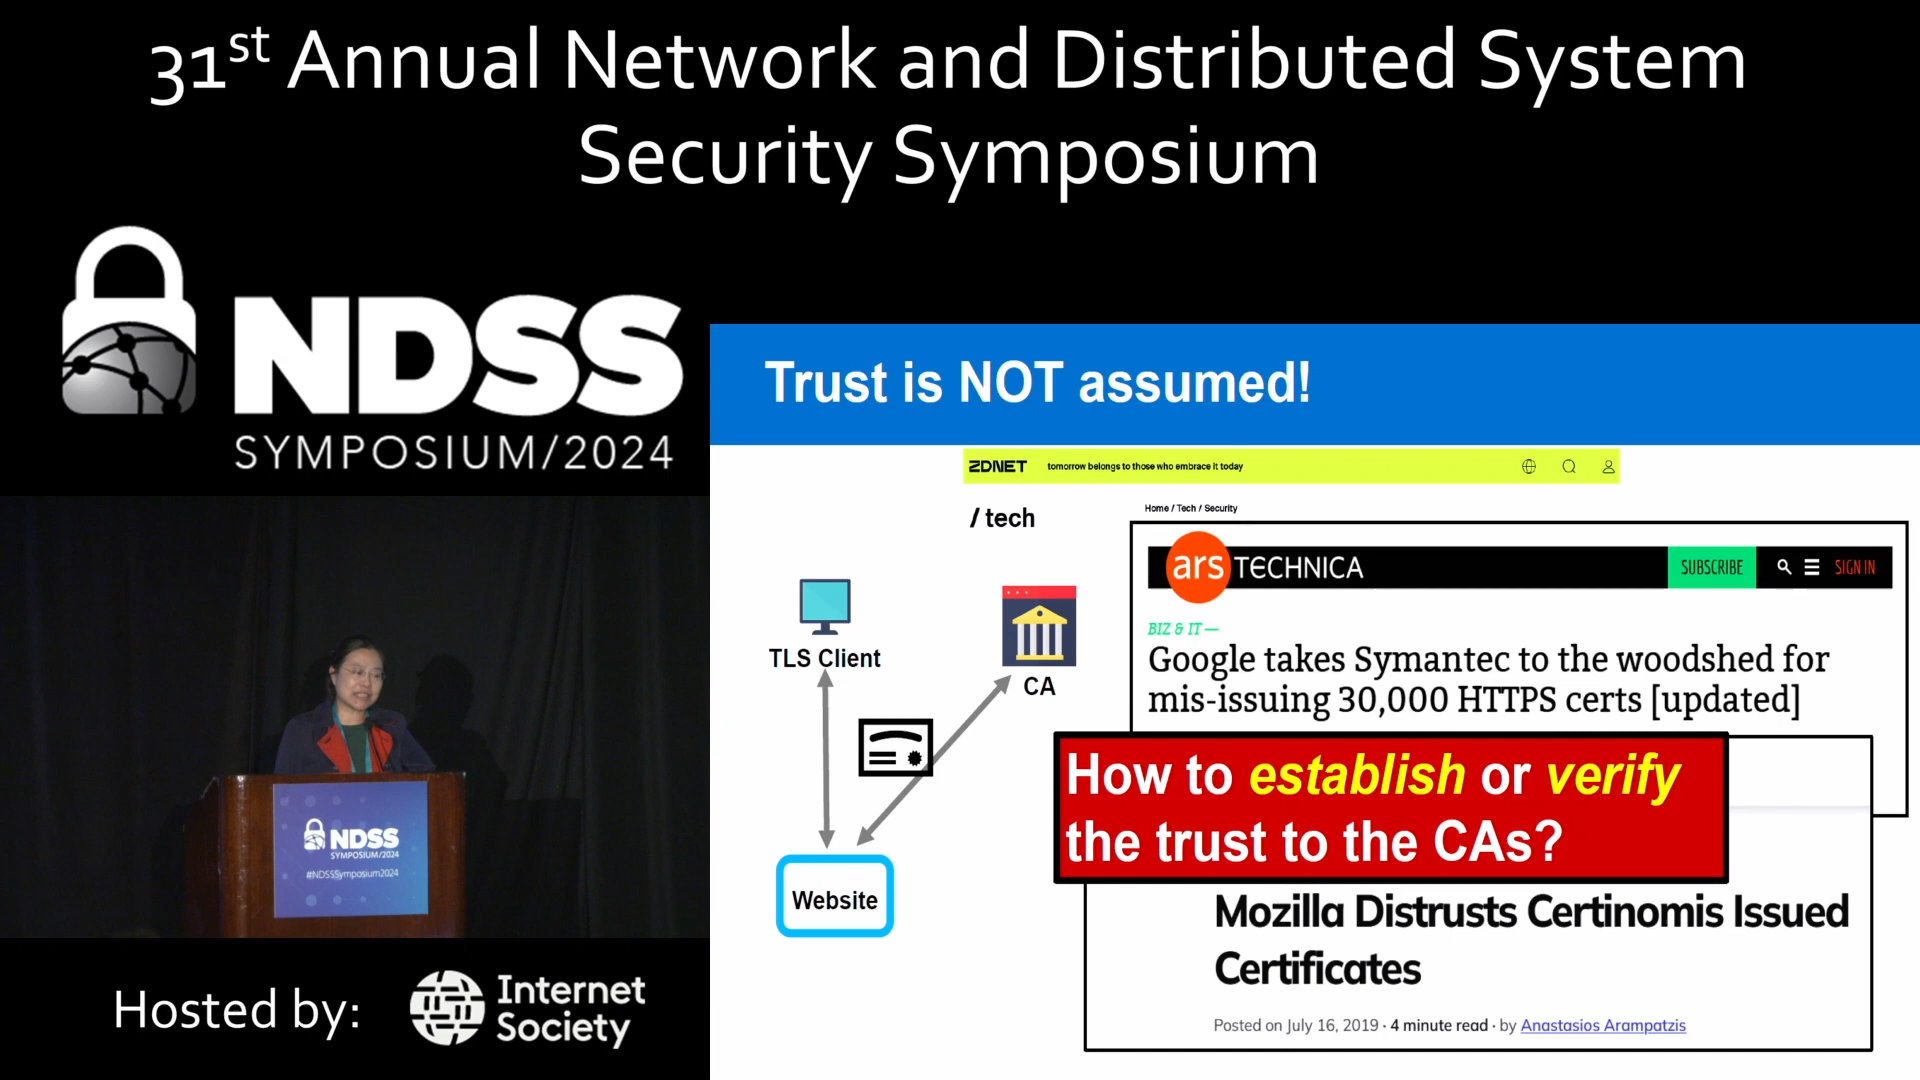 31st Annual Network and Distributed System
Security Symposium
NDSS
SYMPOSIUM/2024
Trust is NOT assumed!
ZDNET tomorrow belongs to those who embrace it today
/ tech
Home / Tech / Security
ars TECHNICA SUBSCRIBE SIGN IN
BIZ & IT —
Google takes Symantec to the woodshed for
mis-issuing 30,000 HTTPS certs [updated]
TLS Client
CA
Website
How to establish or verify
the trust to the CAs?
Mozilla Distrusts Certinomis Issued
Certificates
Posted on July 16, 2019 · 4 minute read · by Anastasios Arampatzis
NDSS
SYMPOSIUM/2024
#NDSSSymposium2024
Hosted by:
Internet
Society